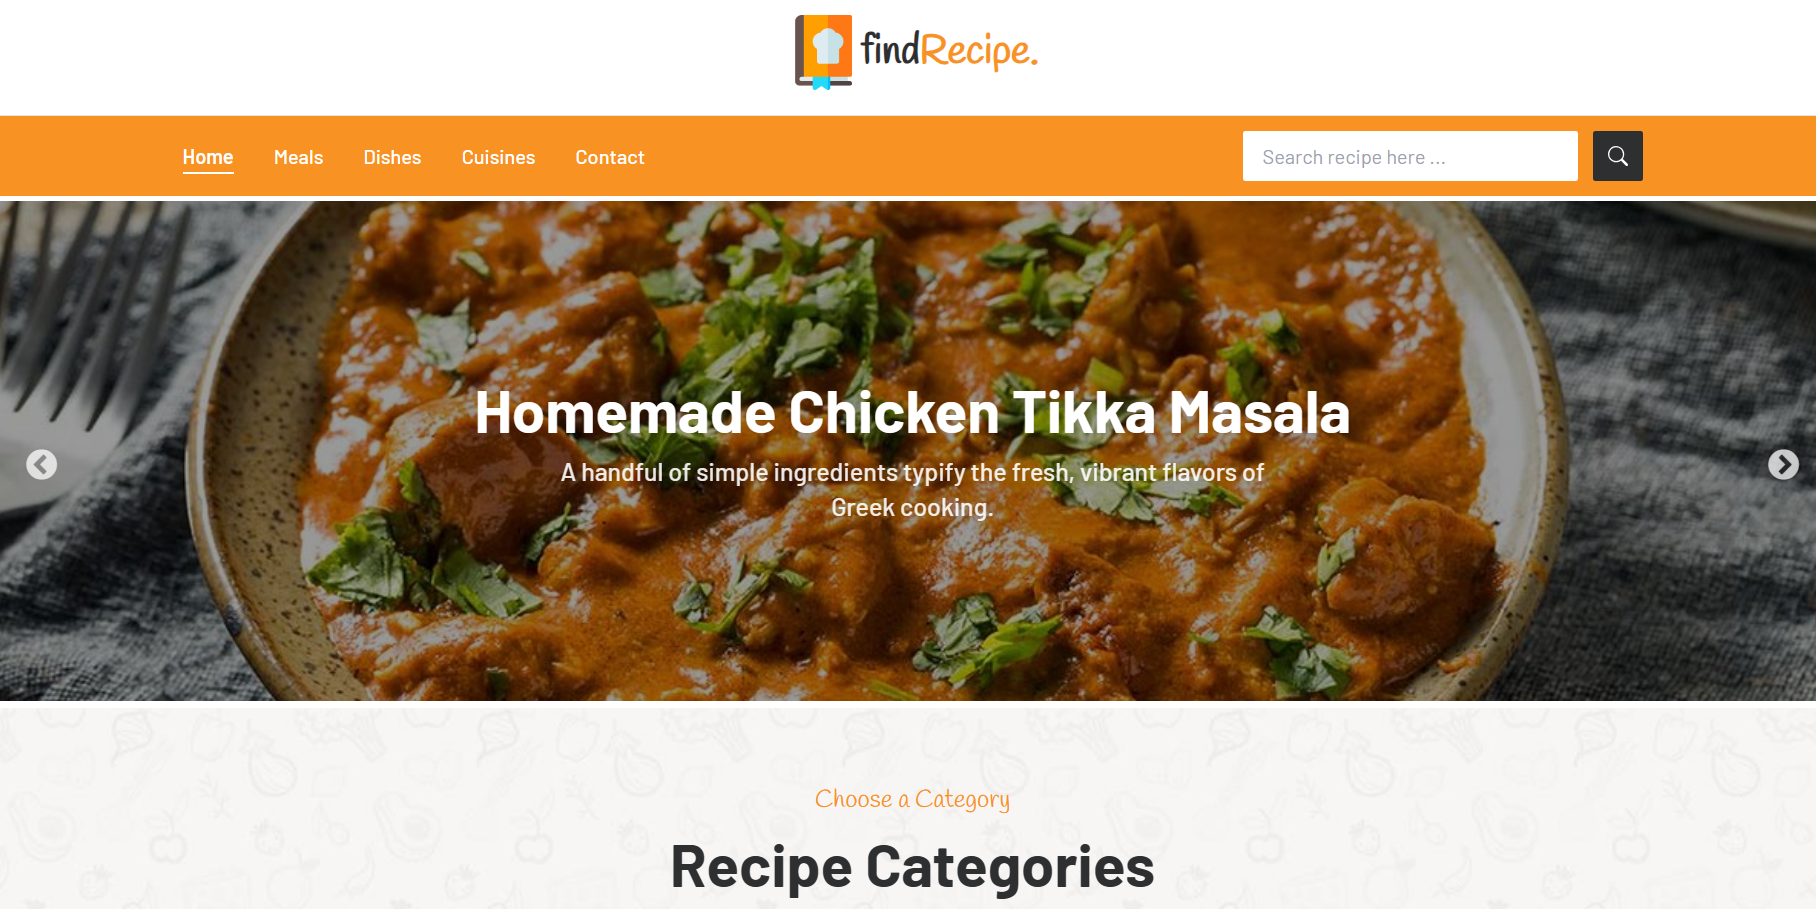 findRecipe.
Home
Meals
Dishes
Cuisines
Contact
Search recipe here ...
Homemade Chicken Tikka Masala
A handful of simple ingredients typify the fresh, vibrant flavors of
Greek cooking.
Choose a Category
Recipe Categories